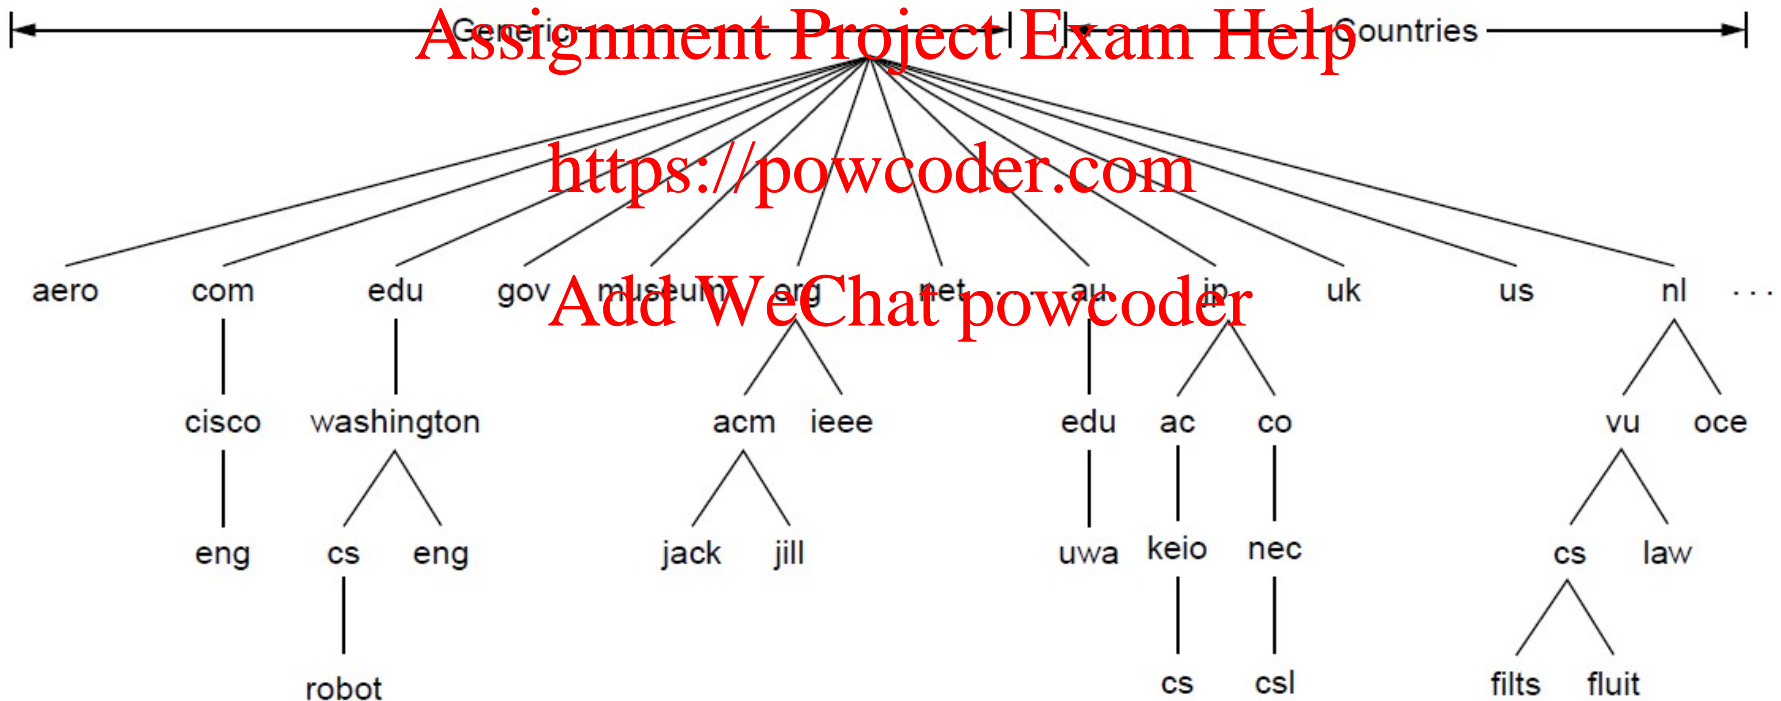 Generic Countries
Assignment Project Exam Help
https://powcoder.com
aero com edu gov museum org net . . . au jp uk us nl . . .
Add WeChat powcoder
cisco washington acm ieee edu ac co vu oce
eng cs eng jack jill uwa keio nec cs law
robot cs csl filts fluit